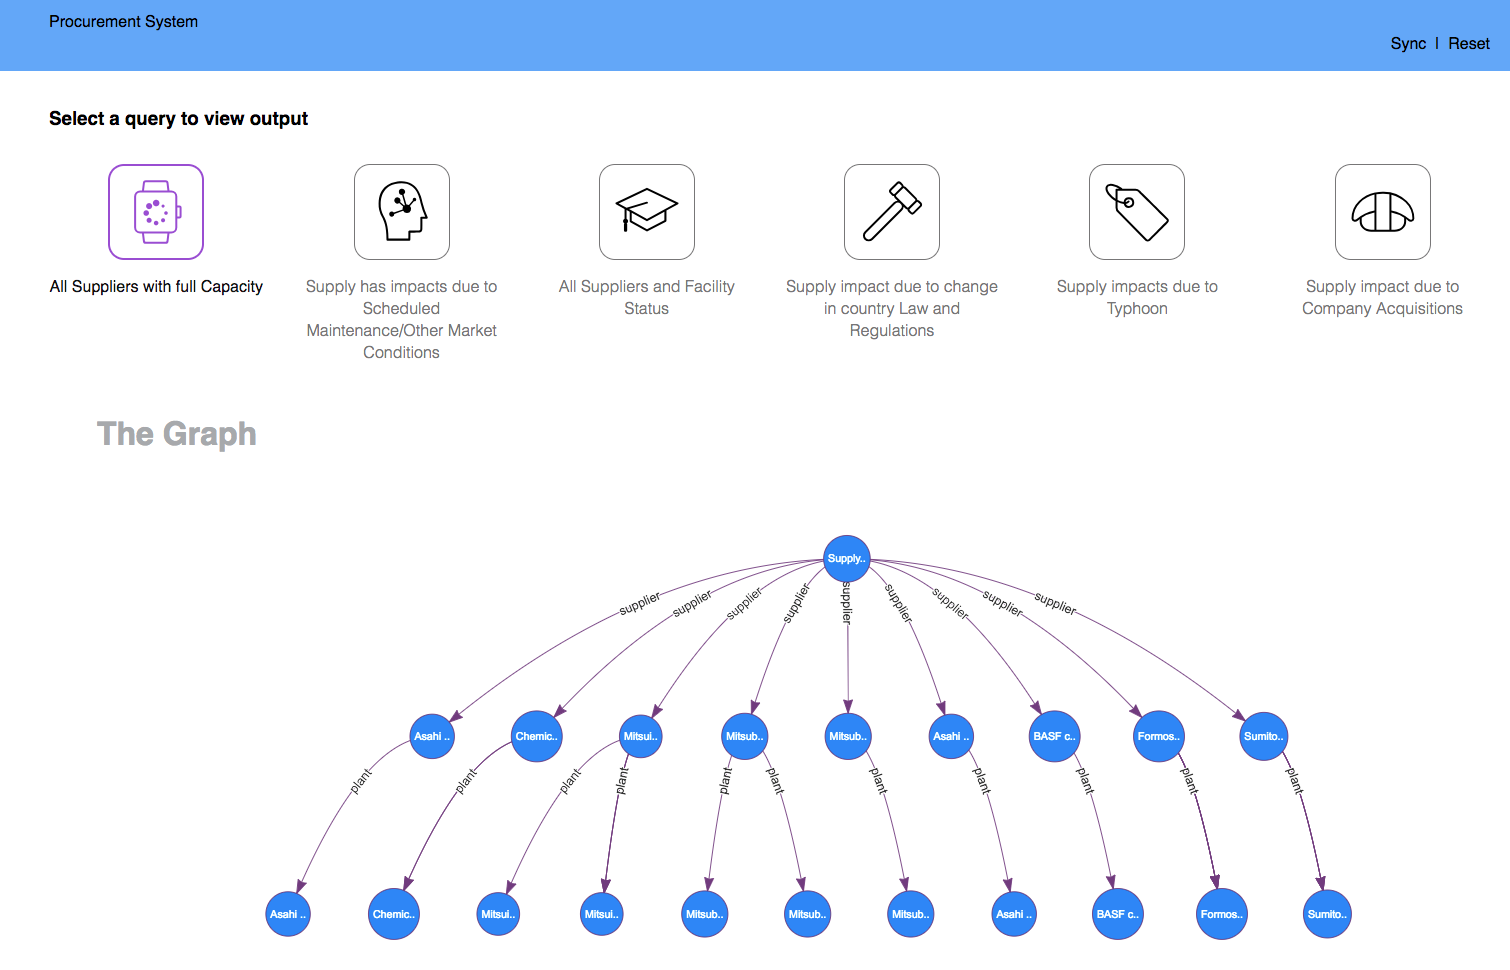 Procurement System
Sync | Reset
Select a query to view output
All Suppliers with full Capacity
Supply has impacts due to
Scheduled
Maintenance/Other Market
Conditions
All Suppliers and Facility
Status
Supply impact due to change
in country Law and
Regulations
Supply impacts due to
Typhoon
Supply impact due to
Company Acquisitions
The Graph
Supply..
supplier
supplier
supplier
supplier
supplier
supplier
supplier
supplier
supplier
Asahi ..
Chemic..
Mitsui..
Mitsub..
Mitsub..
Asahi ..
BASF c..
Formos..
Sumito..
plant
plant
plant
plant
plant
plant
plant
plant
plant
plant
plant
Asahi ..
Chemic..
Mitsui..
Mitsui..
Mitsub..
Mitsub..
Mitsub..
Asahi ..
BASF c..
Formos..
Sumito..